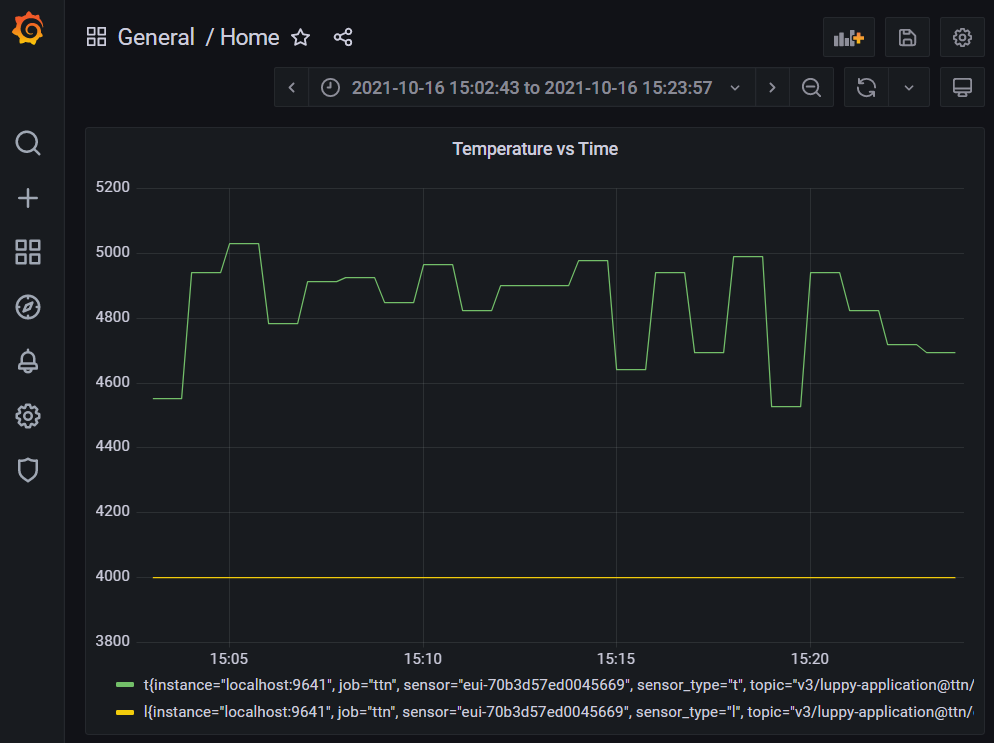 General / Home
2021-10-16 15:02:43 to 2021-10-16 15:23:57
Temperature vs Time
5200
5000
4800
4600
4400
4200
4000
3800
15:05 15:10 15:15 15:20
t{instance="localhost:9641", job="ttn", sensor="eui-70b3d57ed0045669", sensor_type="t", topic="v3/luppy-application@ttn/
l{instance="localhost:9641", job="ttn", sensor="eui-70b3d57ed0045669", sensor_type="l", topic="v3/luppy-application@ttn/